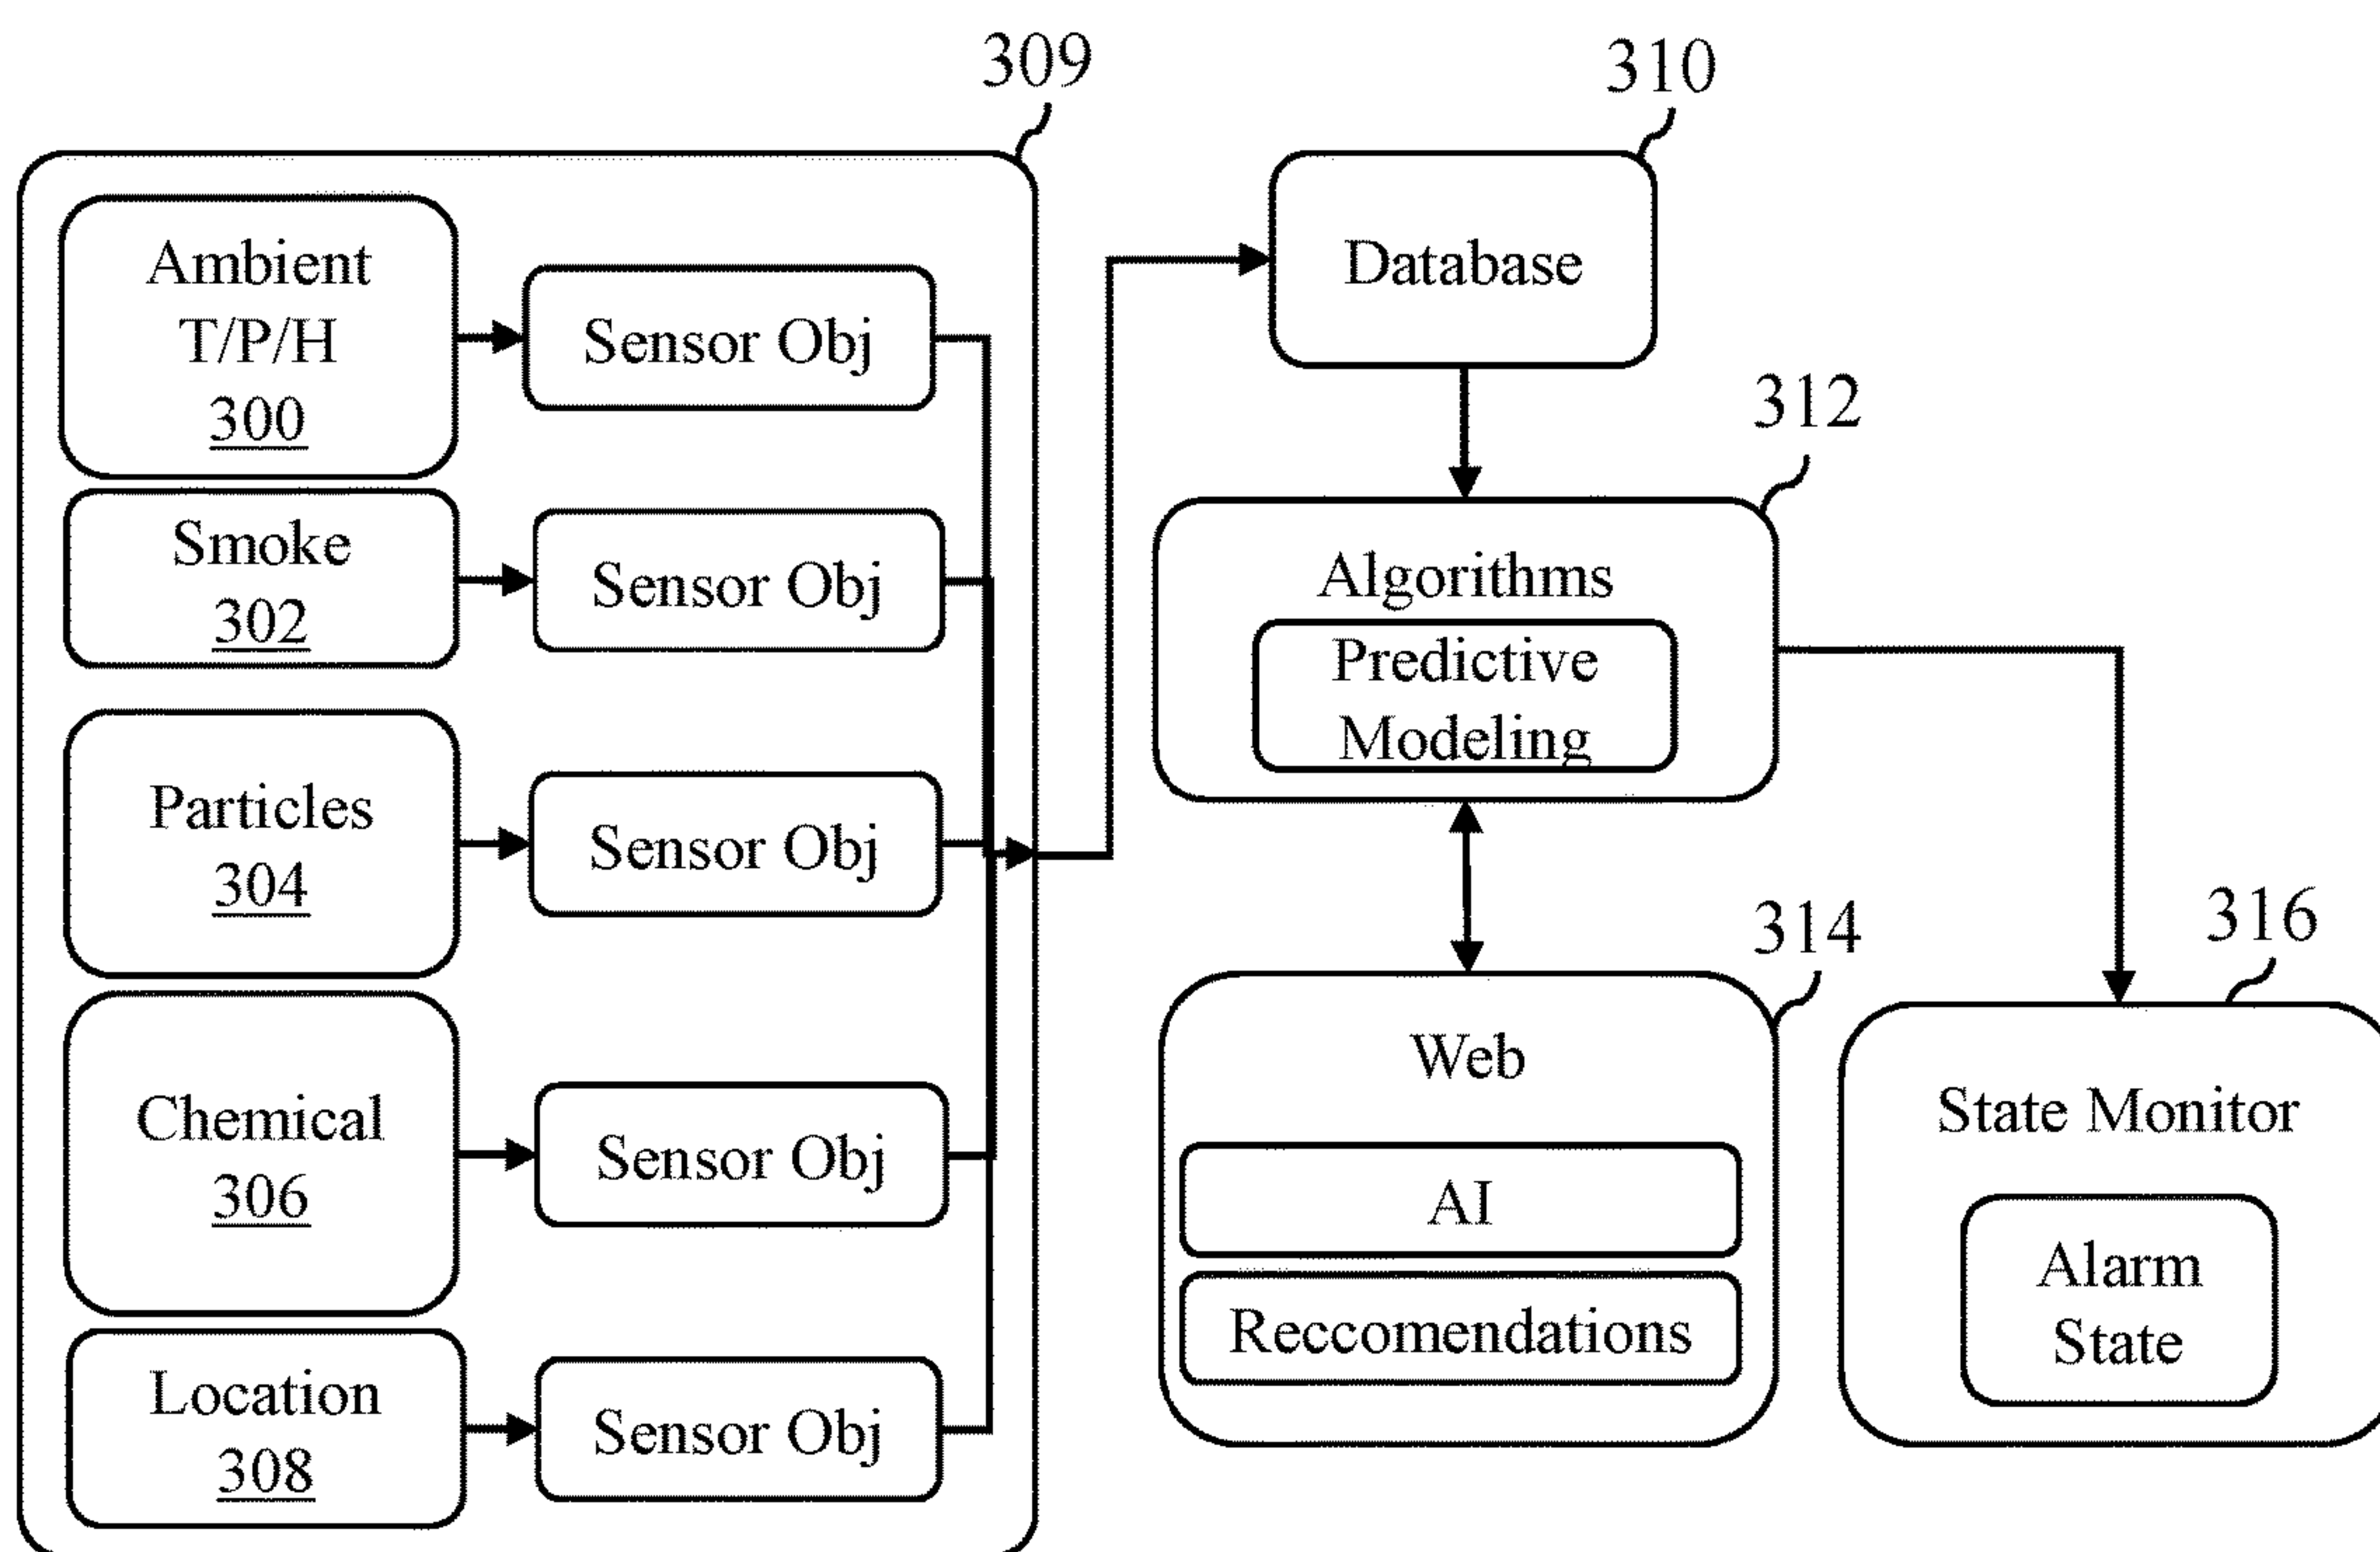 309
310
Ambient
T/P/H
300
Sensor Obj
Database
312
Smoke
302
Sensor Obj
Algorithms
Predictive
Modeling
Particles
304
Sensor Obj
314
316
Chemical
306
Sensor Obj
Web
AI
Reccomendations
State Monitor
Alarm
State
Location
308
Sensor Obj